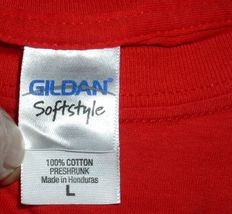 GILDAN
Softstyle
100% COTTON
PRESHRUNK
Made in Honduras
L